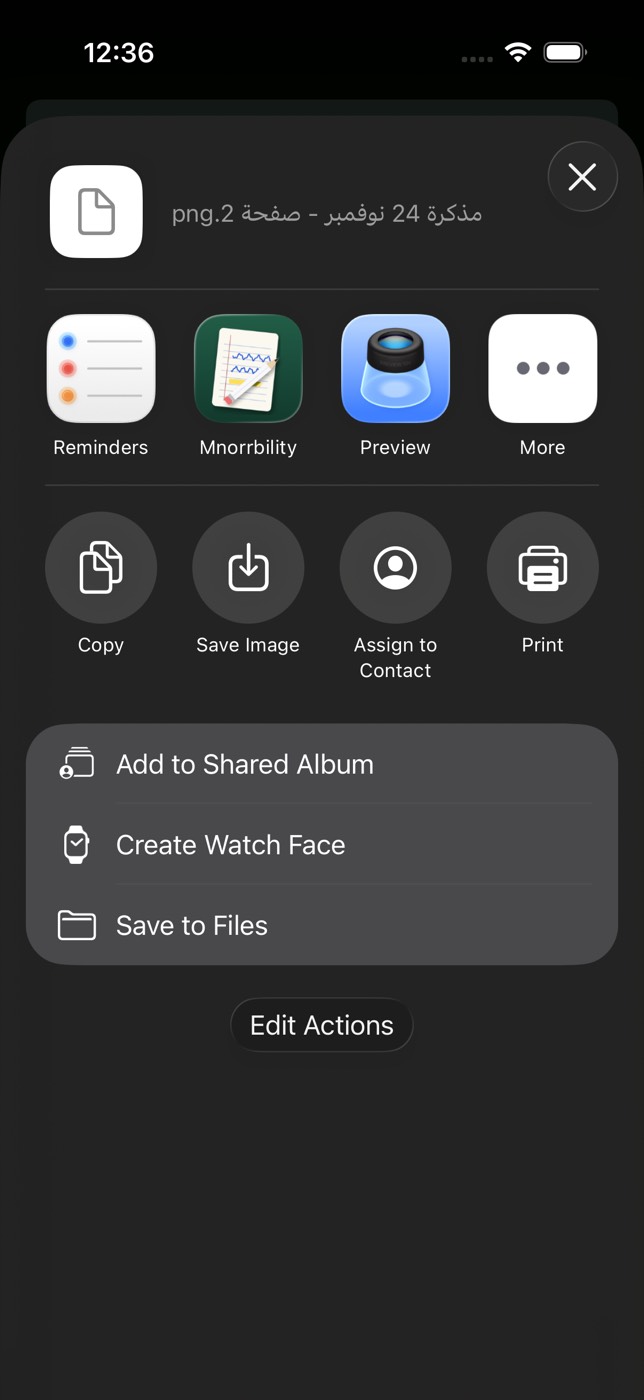 12:36
مذكرة 24 نوفمبر - صفحة 2.png
Reminders
Mnorrbility
Preview
More
Copy
Save Image
Assign to
Contact
Print
Add to Shared Album
Create Watch Face
Save to Files
Edit Actions